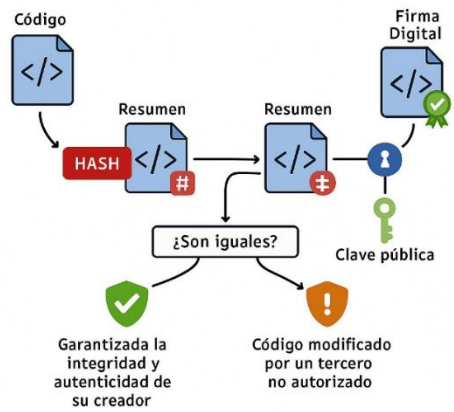 Código
Firma
Digital
</>
</>
Resumen
Resumen
HASH
</>
#
</>
¿Son iguales?
Clave pública
Garantizada la
integridad y
autenticidad de
su creador
Código modificado
por un tercero
no autorizado